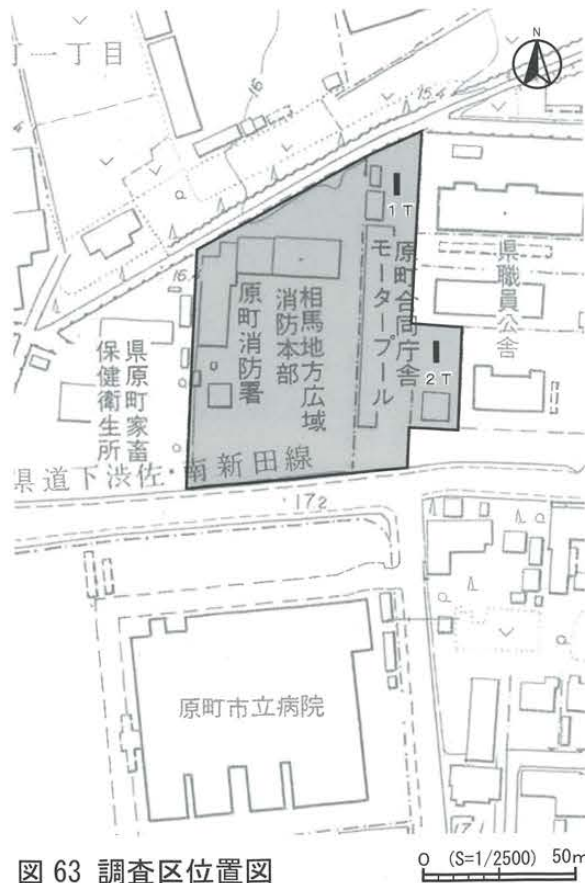 一丁目
N
15.4
16
1T
原町合同庁舎
モータープール
県職員公舎
16.
相馬地方広域
消防本部
原町消防署
2T
県原町家畜
保健衛生所
県道下渋佐・南新田線
17.2
原町市立病院
17.1
図 63 調査区位置図
0 (S=1/2500) 50m